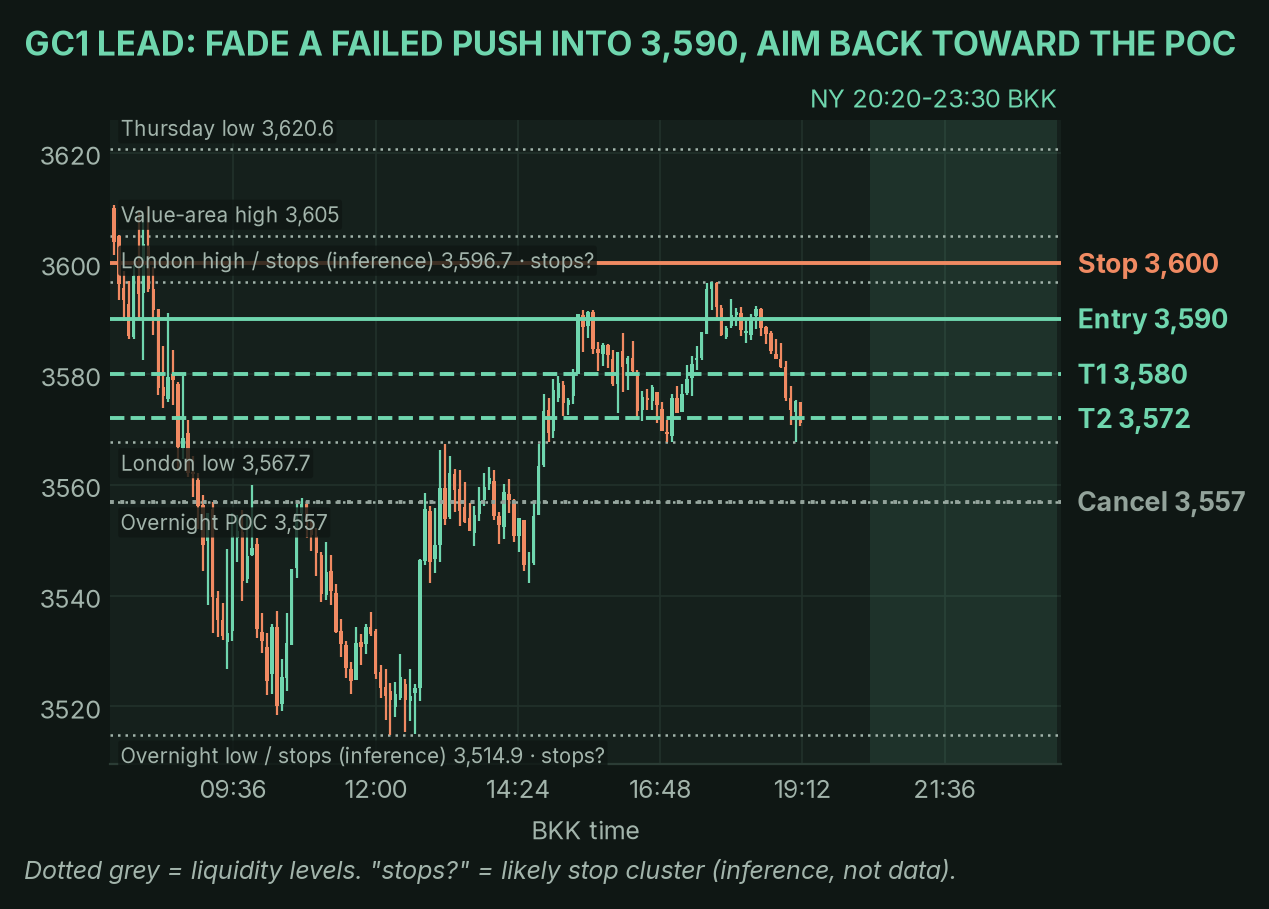 GC1 LEAD: FADE A FAILED PUSH INTO 3,590, AIM BACK TOWARD THE POC
NY 20:20-23:30 BKK
Thursday low 3,620.6
3620
Value-area high 3,605
London high / stops (inference) 3,596.7 · stops?
3600
Stop 3,600
Entry 3,590
3580
T1 3,580
T2 3,572
London low 3,567.7
3560
Cancel 3,557
Overnight POC 3,557
3540
3520
Overnight low / stops (inference) 3,514.9 · stops?
09:36 12:00 14:24 16:48 19:12 21:36
BKK time
Dotted grey = liquidity levels. "stops?" = likely stop cluster (inference, not data).